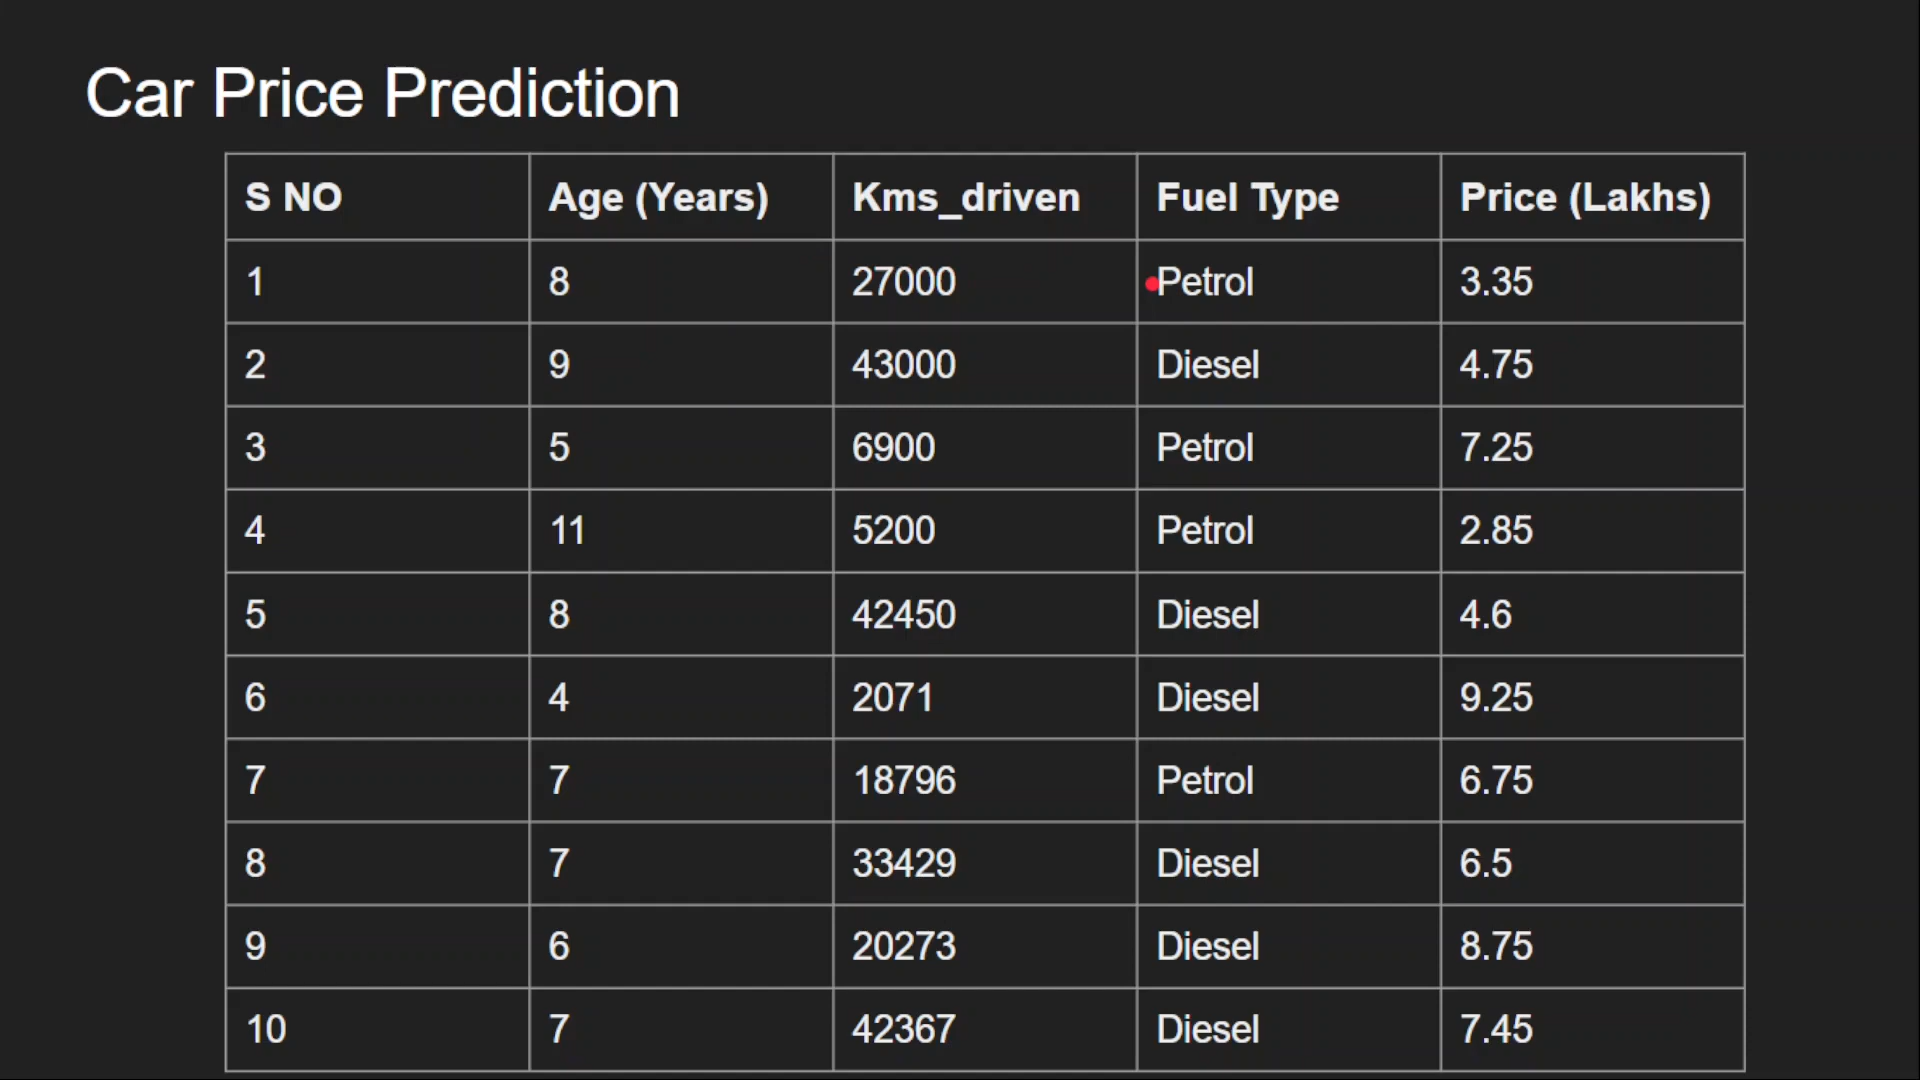 Car Price Prediction
S NO Age (Years) Kms_driven Fuel Type Price (Lakhs)
1 8 27000 Petrol 3.35
2 9 43000 Diesel 4.75
3 5 6900 Petrol 7.25
4 11 5200 Petrol 2.85
5 8 42450 Diesel 4.6
6 4 2071 Diesel 9.25
7 7 18796 Petrol 6.75
8 7 33429 Diesel 6.5
9 6 20273 Diesel 8.75
10 7 42367 Diesel 7.45